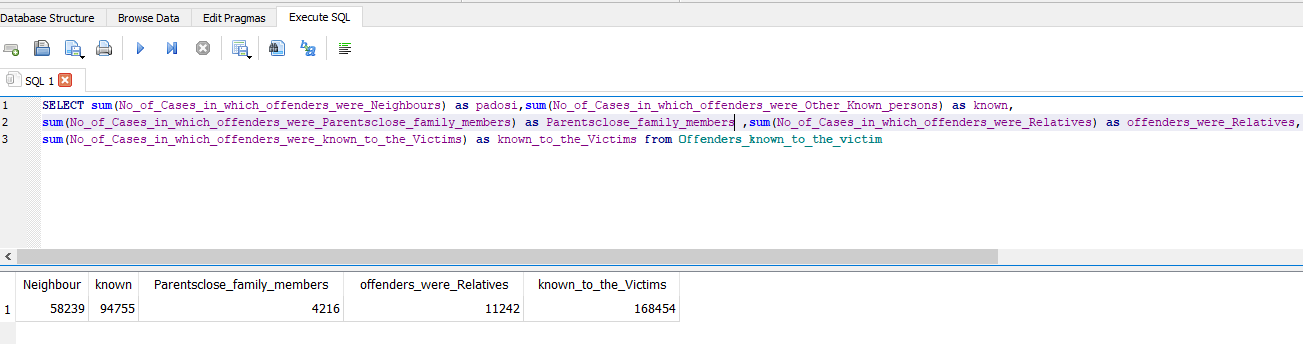 Database Structure Browse Data Edit Pragmas Execute SQL
SQL 1
1 SELECT sum(No_of_Cases_in_which_offenders_were_Neighbours) as padosi,sum(No_of_Cases_in_which_offenders_were_Other_Known_persons) as known,
2 sum(No_of_Cases_in_which_offenders_were_Parentsclose_family_members) as Parentsclose_family_members ,sum(No_of_Cases_in_which_offenders_were_Relatives) as offenders_were_Relatives,
3 sum(No_of_Cases_in_which_offenders_were_known_to_the_Victims) as known_to_the_Victims from Offenders_known_to_the_victim
Neighbour known Parentsclose_family_members offenders_were_Relatives known_to_the_Victims
1 58239 94755 4216 11242 168454